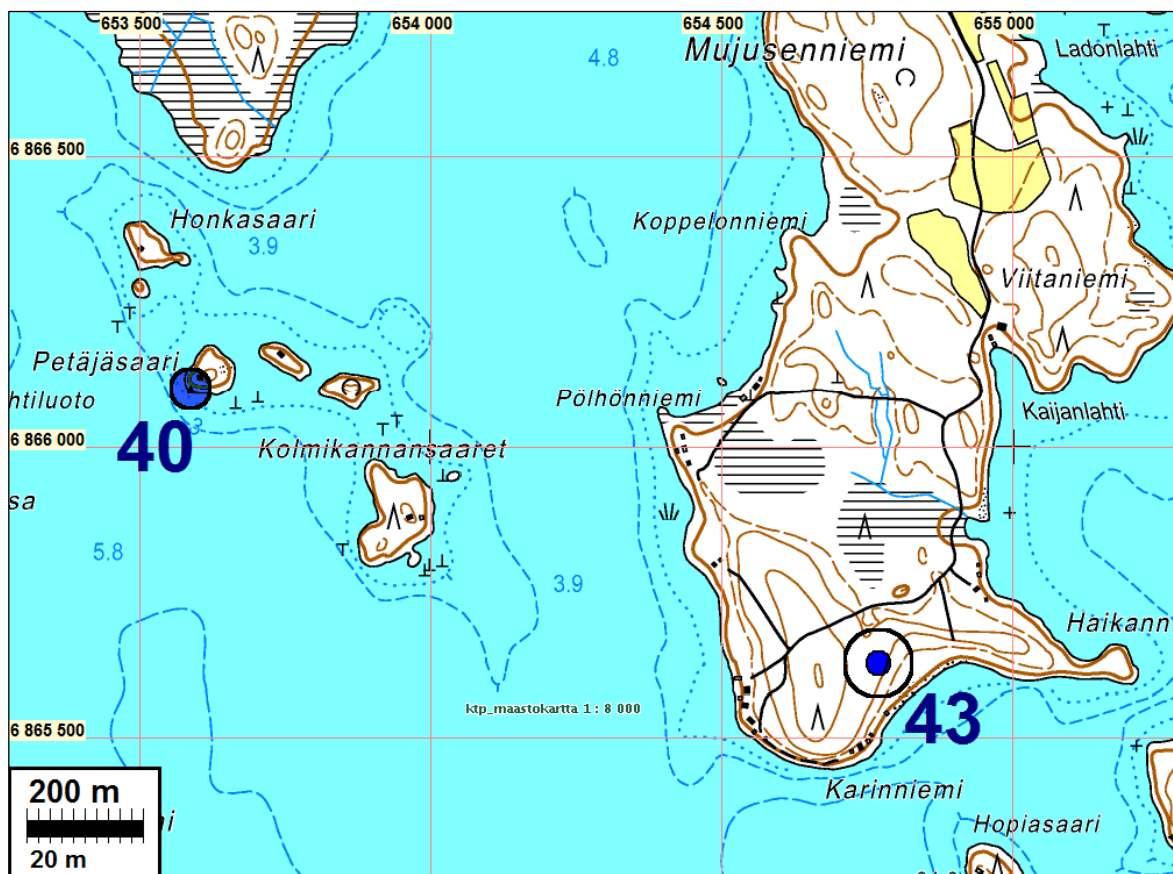 653 500
654 000
654 500
655 000
Mujusenniemi
Ladonlahti
4.8
6 866 500
Honkasaari
Koppelonniemi
3.9
Viitaniemi
Petäjäsaari
htiluoto
Pölhönniemi
Kaijanlahti
3
40
6 866 000
Kolmikannansaaret
sa
5.8
3.9
Haikann
ktp_maastokartta 1 : 8 000
43
6 865 500
200 m
Karinniemi
ni
Hopiasaari
20 m